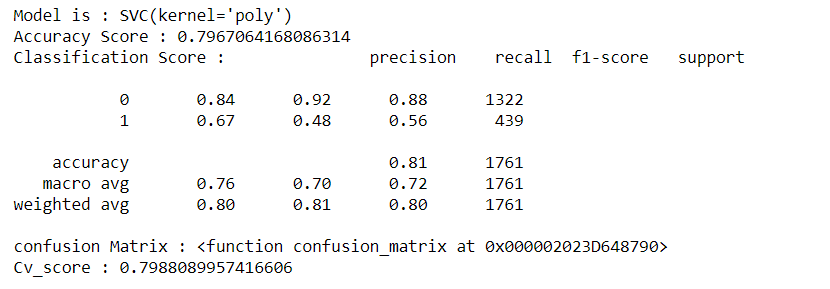 Model is : SVC(kernel='poly')
Accuracy Score : 0.7967064168086314
Classification Score :               precision    recall  f1-score   support

           0       0.84      0.92      0.88      1322
           1       0.67      0.48      0.56       439

    accuracy                           0.81      1761
   macro avg       0.76      0.70      0.72      1761
weighted avg       0.80      0.81      0.80      1761

confusion Matrix : <function confusion_matrix at 0x000002023D648790>
Cv_score : 0.7988089957416606